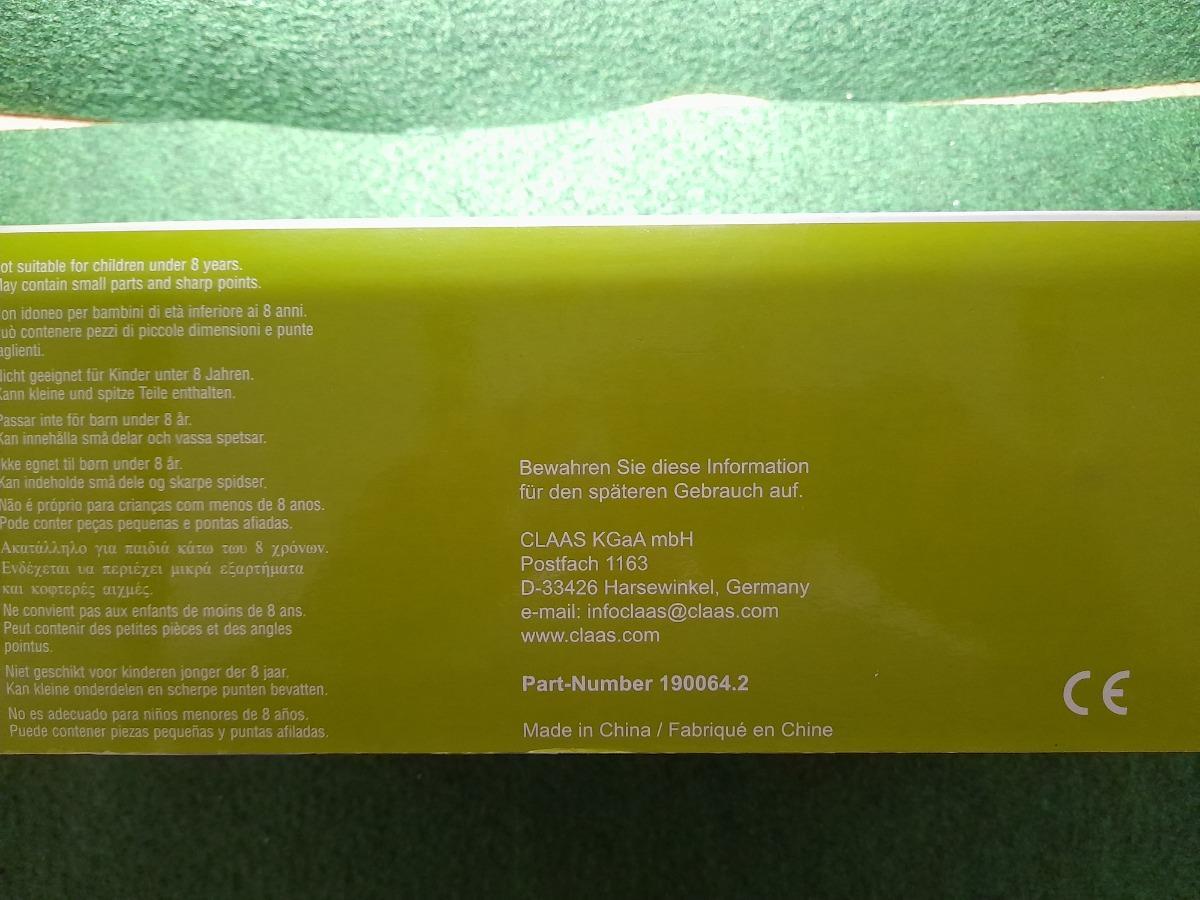 ot suitable for children under 8 years.
ay contain small parts and sharp points.
on idoneo per bambini di età inferiore ai 8 anni.
uò contenere pezzi di piccole dimensioni e punte
aglienti.
icht geeignet für Kinder unter 8 Jahren.
Kann kleine und spitze Teile enthalten.
Passar inte för barn under 8 år.
Kan innehålla små delar och vassa spetsar.
kke egnet til børn under 8 år.
Kan indeholde små dele og skarpe spidser.
Não é próprio para crianças com menos de 8 anos.
Pode conter peças pequenas e pontas afiadas.
Ακατάλληλο για παιδιά κάτω του 8 χρόνων.
Ενδέχεται να περιέχει μικρά εξαρτήματα
και κοφτερές αιχμές.
Ne convient pas aux enfants de moins de 8 ans.
Peut contenir des petites pièces et des angles
pointus.
Niet geschikt voor kinderen jonger der 8 jaar.
Kan kleine onderdelen en scherpe punten bevatten.
No es adecuado para niños menores de 8 años.
Puede contener piezas pequeñas y puntas afiladas.
Bewahren Sie diese Information
für den späteren Gebrauch auf.
CLAAS KGaA mbH
Postfach 1163
D-33426 Harsewinkel, Germany
e-mail: infoclaas@claas.com
www.claas.com
Part-Number 190064.2
Made in China / Fabriqué en Chine
CE